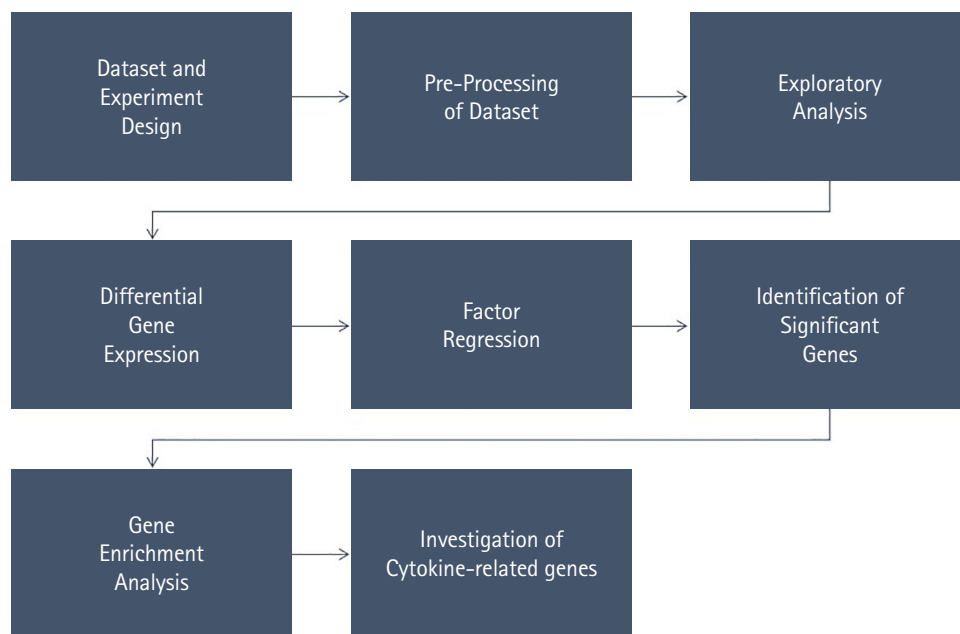 Dataset and
Experiment
Design
Pre-Processing
of Dataset
Exploratory
Analysis
Differential
Gene
Expression
Factor
Regression
Identification of
Significant
Genes
Gene
Enrichment
Analysis
Investigation of
Cytokine-related genes